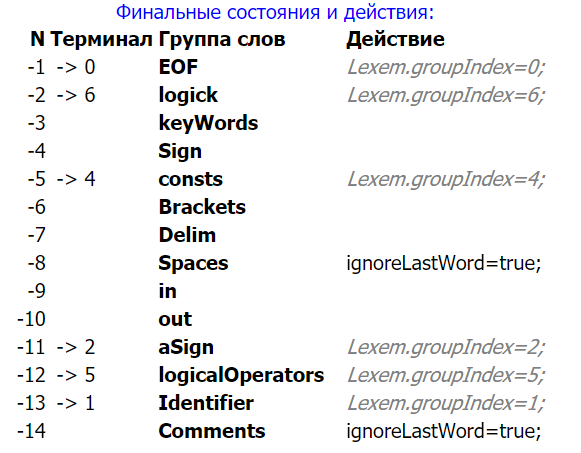 Финальные состояния и действия:
N Терминал Группа слов Действие
-1 -> 0 EOF Lexem.groupIndex=0;
-2 -> 6 logick Lexem.groupIndex=6;
-3 keyWords
-4 Sign
-5 -> 4 consts Lexem.groupIndex=4;
-6 Brackets
-7 Delim
-8 Spaces ignoreLastWord=true;
-9 in
-10 out
-11 -> 2 aSign Lexem.groupIndex=2;
-12 -> 5 logicalOperators Lexem.groupIndex=5;
-13 -> 1 Identifier Lexem.groupIndex=1;
-14 Comments ignoreLastWord=true;